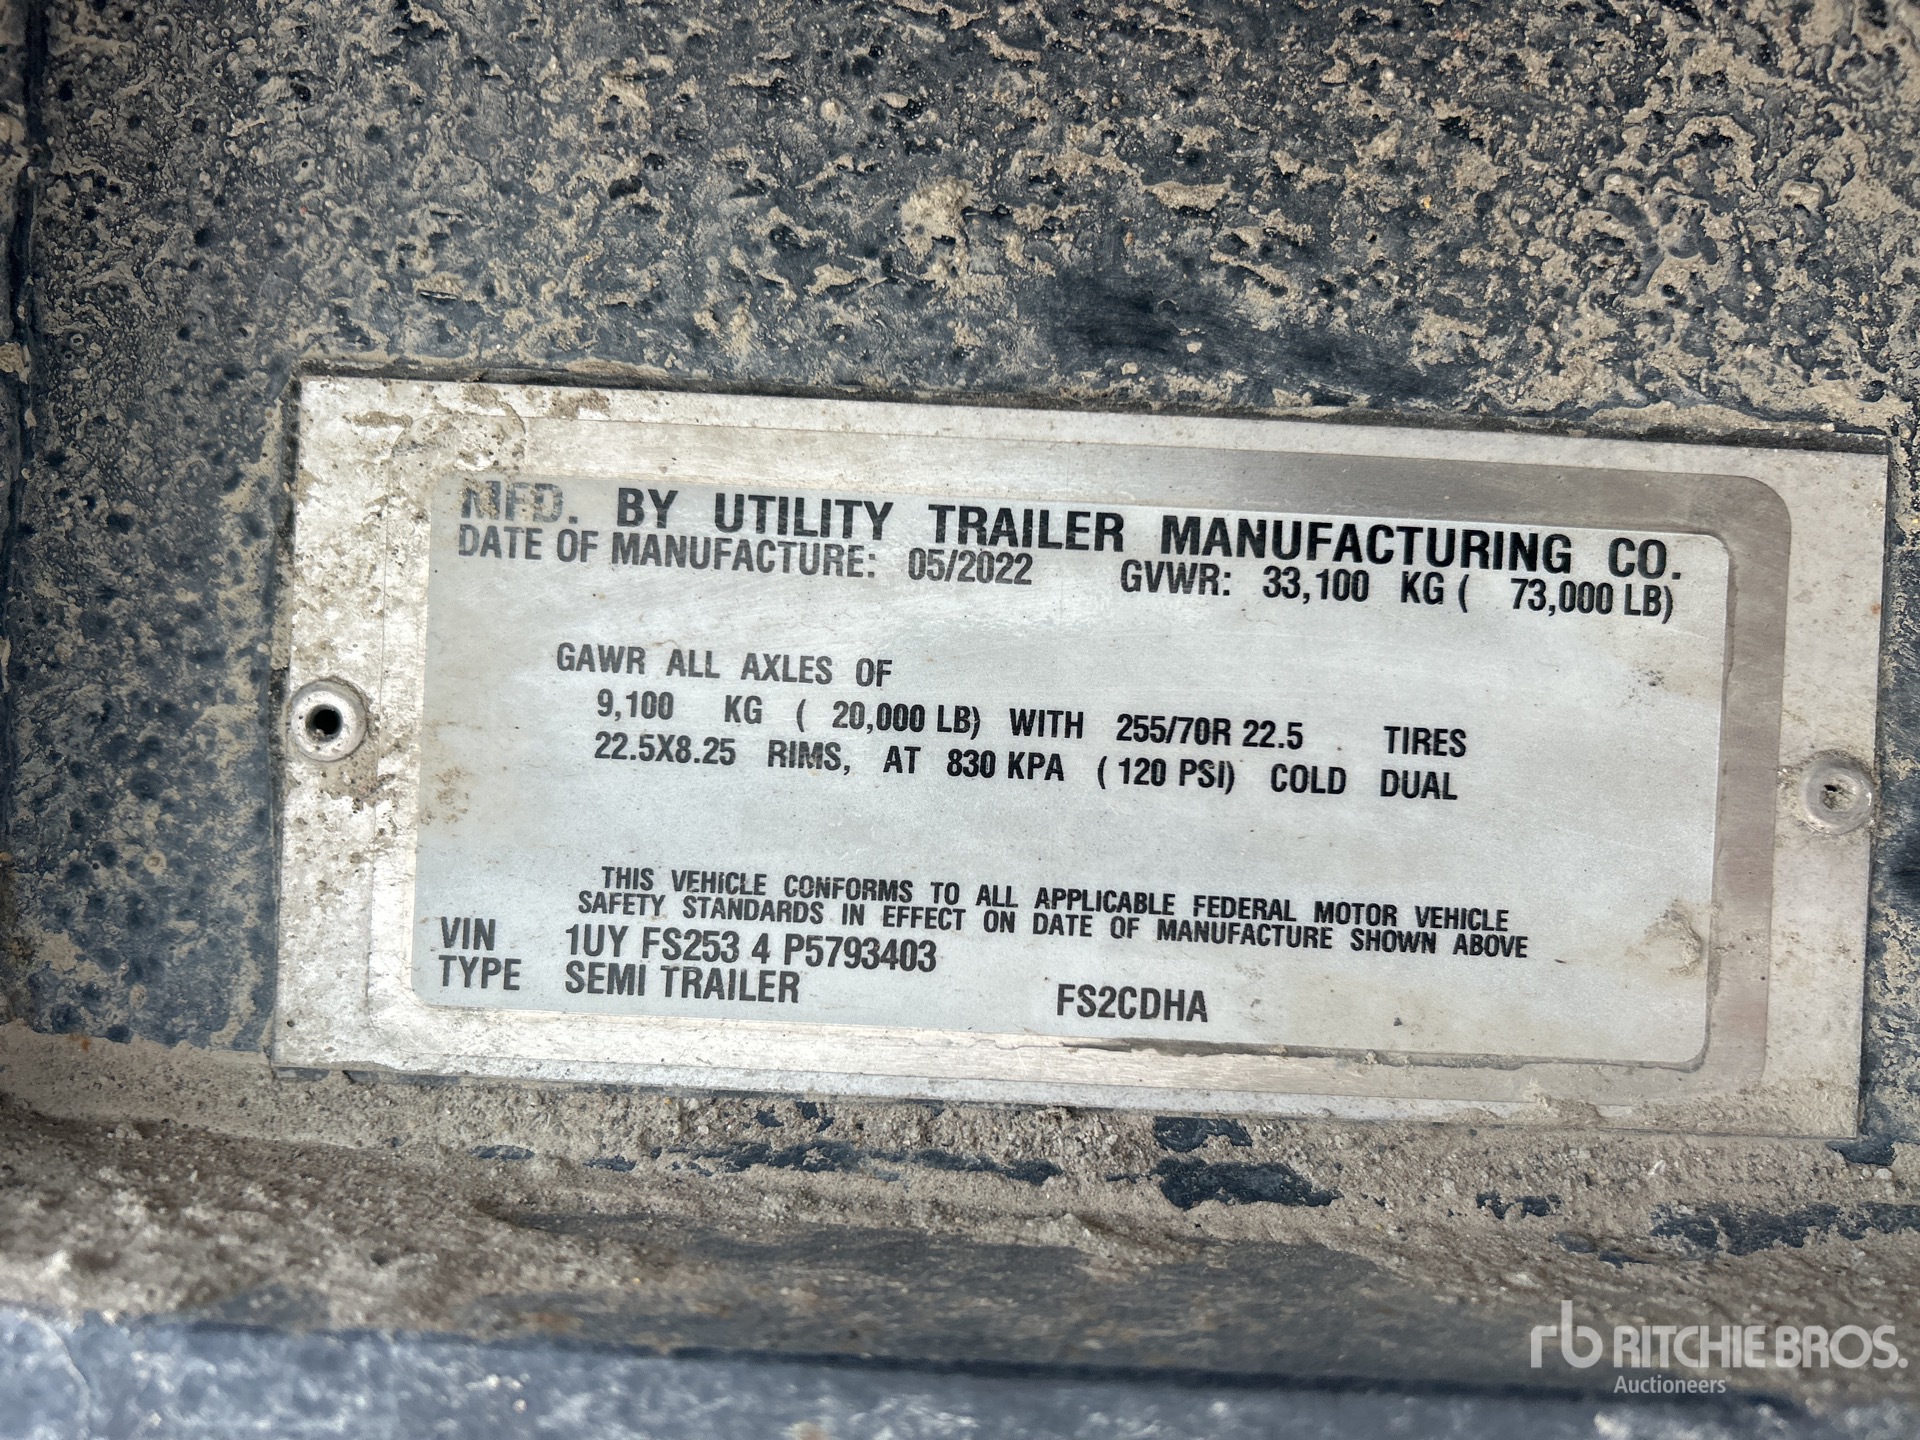 MFD. BY UTILITY TRAILER MANUFACTURING CO.
DATE OF MANUFACTURE: 05/2022 GVWR: 33,100 KG ( 73,000 LB)
GAWR ALL AXLES OF
9,100 KG ( 20,000 LB) WITH 255/70R 22.5 TIRES
22.5X8.25 RIMS, AT 830 KPA ( 120 PSI) COLD DUAL
THIS VEHICLE CONFORMS TO ALL APPLICABLE FEDERAL MOTOR VEHICLE
SAFETY STANDARDS IN EFFECT ON DATE OF MANUFACTURE SHOWN ABOVE
VIN 1UY FS253 4 P5793403
TYPE SEMI TRAILER FS2CDHA
rb RITCHIE BROS.
Auctioneers